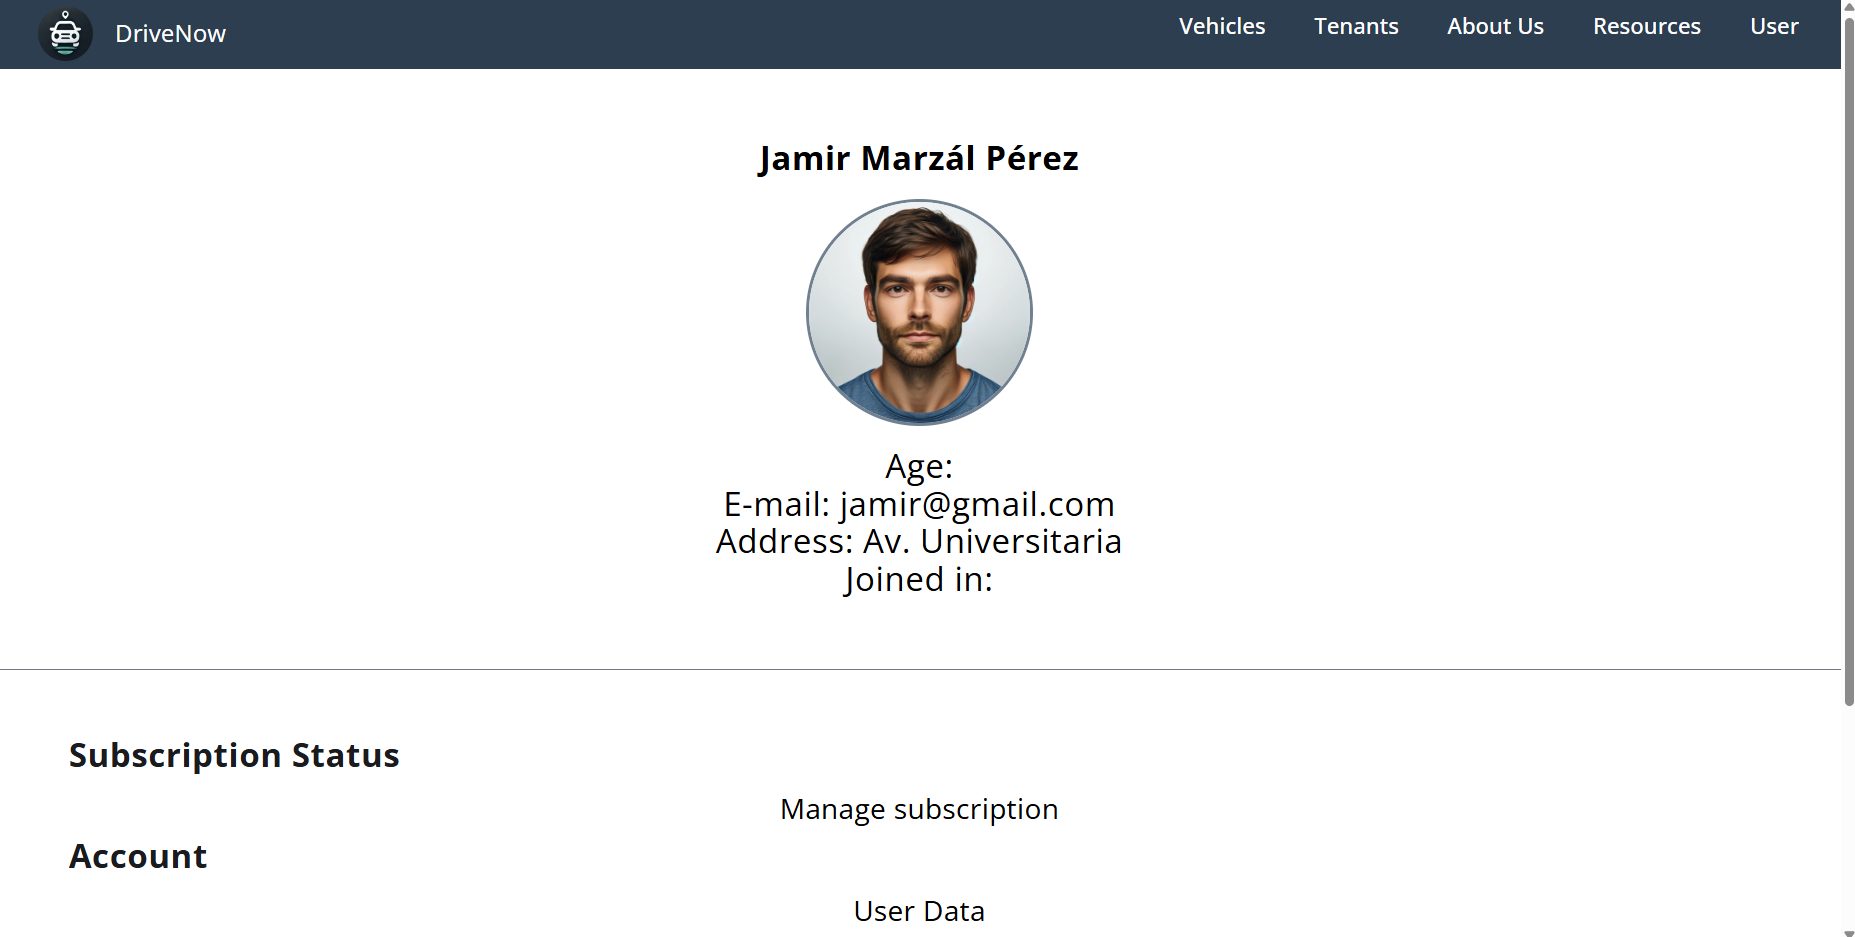 DriveNow
Vehicles
Tenants
About Us
Resources
User
Jamir Marzál Pérez
Age:
E-mail: jamir@gmail.com
Address: Av. Universitaria
Joined in:
Subscription Status
Manage subscription
Account
User Data